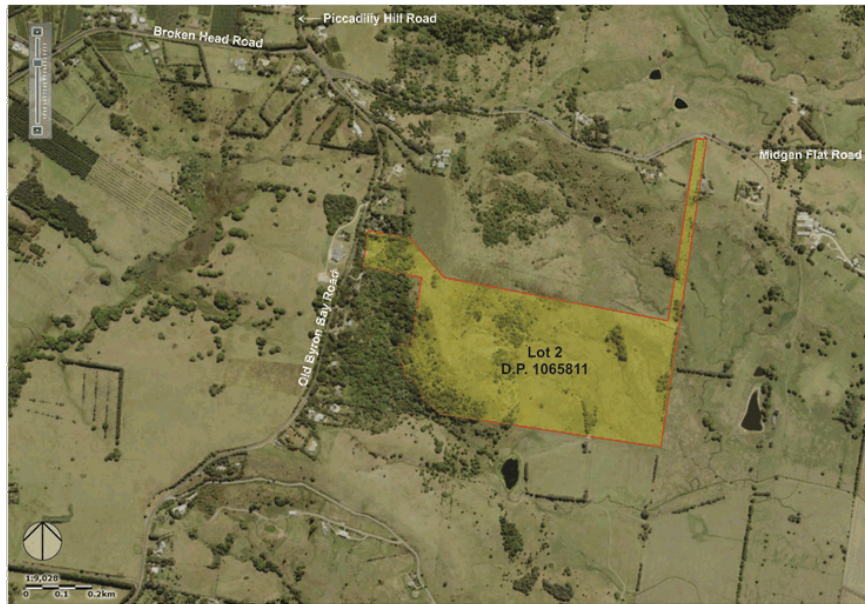 Piccadilly Hill Road
Broken Head Road
Midgen Flat Road
Old Byron Bay Road
Lot 2
D.P. 1065811
1:9,028
0 0.1 0.2km